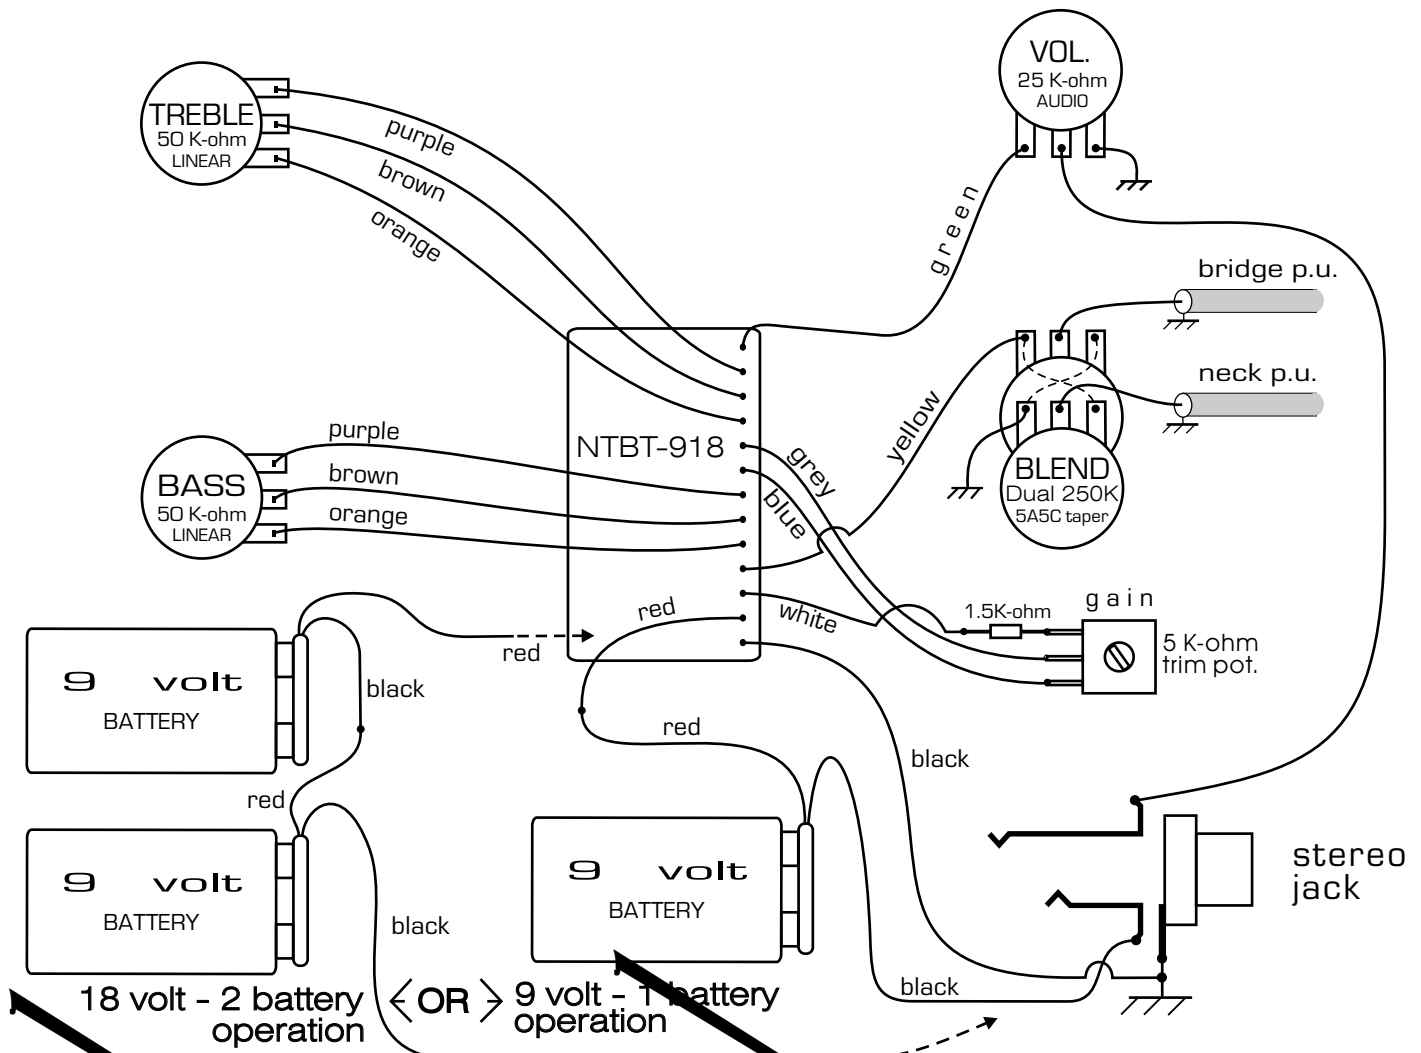 VOL.
25 K-ohm
AUDIO
TREBLE
50 K-ohm
LINEAR
purple
brown
orange
green
bridge p.u.
neck p.u.
yellow
NTBT-918
grey
blue
BLEND
Dual 250K
5A5C taper
BASS
50 K-ohm
LINEAR
purple
brown
orange
white
1.5K-ohm
gain
5 K-ohm
trim pot.
red
red
9 volt
BATTERY
black
red
black
red
9 volt
BATTERY
black
9 volt
BATTERY
black
stereo
jack
18 volt - 2 battery
operation
OR
9 volt - 1 battery
operation